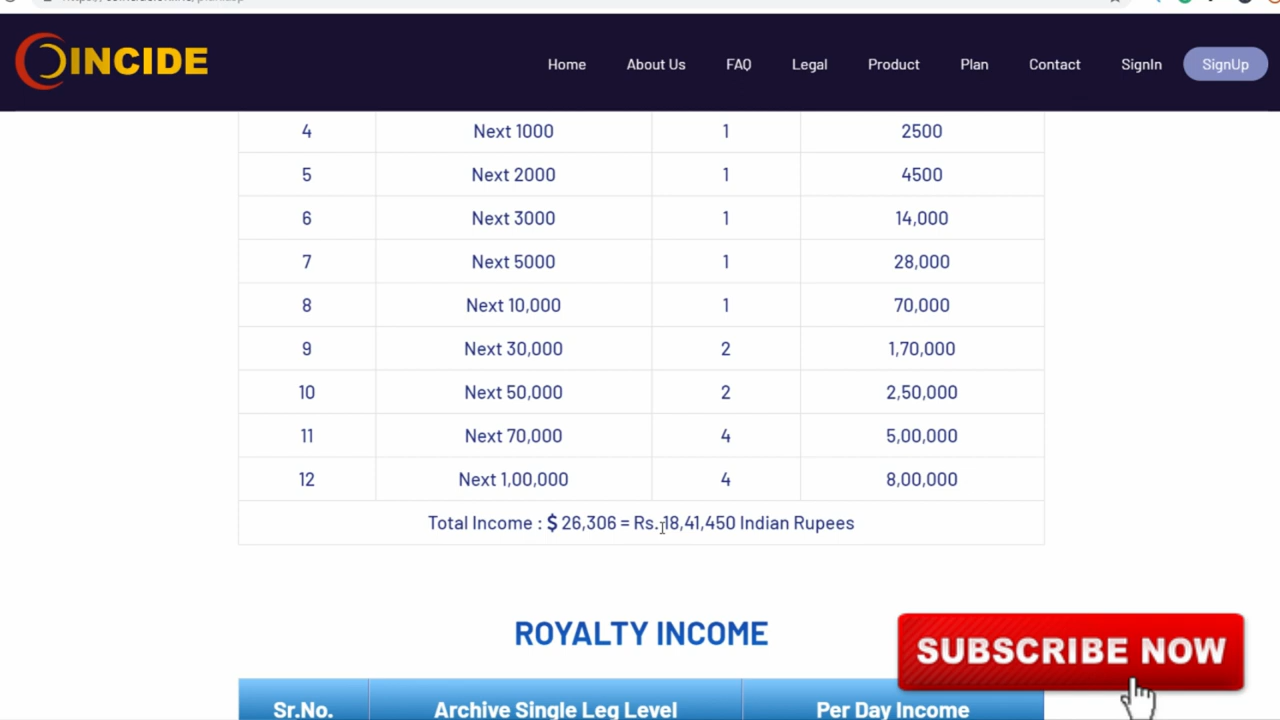 COINCIDE Home About Us FAQ Legal Product Plan Contact SignIn SignUp
4 Next 1000 1 2500
5 Next 2000 1 4500
6 Next 3000 1 14,000
7 Next 5000 1 28,000
8 Next 10,000 1 70,000
9 Next 30,000 2 1,70,000
10 Next 50,000 2 2,50,000
11 Next 70,000 4 5,00,000
12 Next 1,00,000 4 8,00,000
Total Income : $ 26,306 = Rs. 18,41,450 Indian Rupees
ROYALTY INCOME
SUBSCRIBE NOW
Sr.No. Archive Single Leg Level Per Day Income